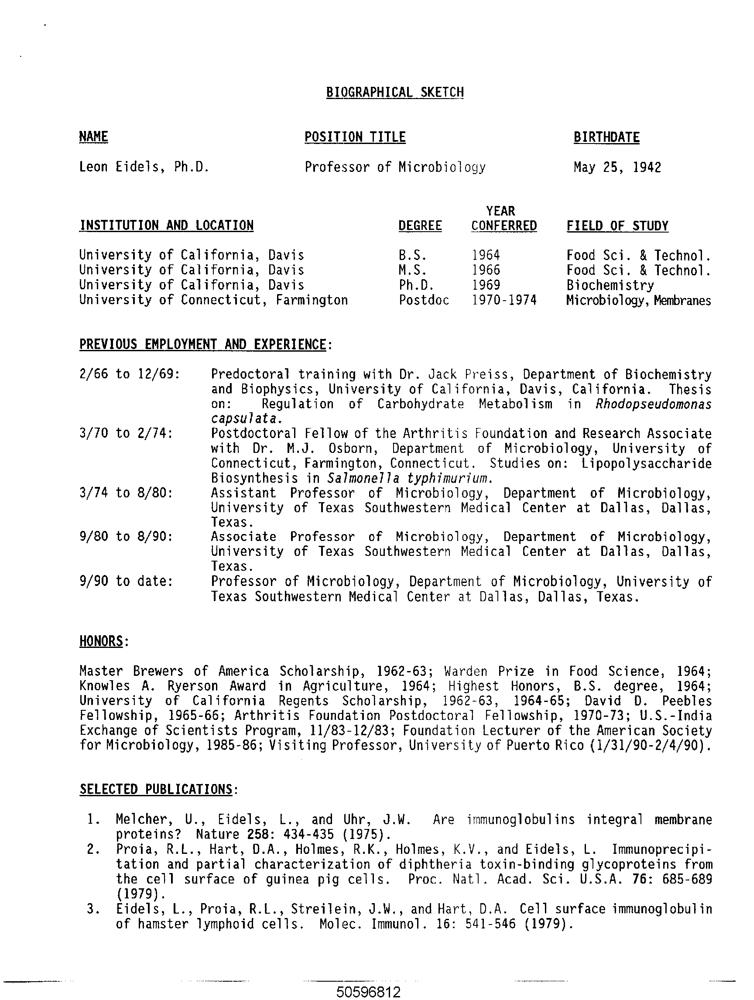 BIOGRAPHICAL SKETCH
NAME POSITION TITLE BIRTHDATE
Leon Eidels, Ph.D. Professor of Microbiology May 25, 1942
YEAR
INSTITUTION AND LOCATION DEGREE CONFERRED FIELD OF STUDY
University of California, Davis B.S. 1964 Food Sci. & Technol.
University of California, Davis M.S. 1966 Food Sci. & Technol.
University of California, Davis Ph.D. 1969 Biochemistry
University of Connecticut, Farmington Postdoc 1970-1974 Microbiology, Membranes
PREVIOUS EMPLOYMENT AND EXPERIENCE:
2/66 to 12/69: Predoctoral training with Dr. Jack Preiss, Department of Biochemistry
and Biophysics, University of California, Davis, California. Thesis
on: Regulation of Carbohydrate Metabolism in Rhodopseudomonas
capsulata.
3/70 to 2/74: Postdoctoral Fellow of the Arthritis Foundation and Research Associate
with Dr. M.J. Osborn, Department of Microbiology, University of
Connecticut, Farmington, Connecticut. Studies on: Lipopolysaccharide
Biosynthesis in Salmonella typhimurium.
3/74 to 8/80: Assistant Professor of Microbiology, Department of Microbiology,
University of Texas Southwestern Medical Center at Dallas, Dallas,
Texas.
9/80 to 8/90: Associate Professor of Microbiology, Department of Microbiology,
University of Texas Southwestern Medical Center at Dallas, Dallas,
Texas.
9/90 to date: Professor of Microbiology, Department of Microbiology, University of
Texas Southwestern Medical Center at Dallas, Dallas, Texas.
HONORS:
Master Brewers of America Scholarship, 1962-63; Warden Prize in Food Science, 1964;
Knowles A. Ryerson Award in Agriculture, 1964; Highest Honors, B.S. degree, 1964;
University of California Regents Scholarship, 1962-63, 1964-65; David D. Peebles
Fellowship, 1965-66; Arthritis Foundation Postdoctoral Fellowship, 1970-73; U.S.-India
Exchange of Scientists Program, 11/83-12/83; Foundation Lecturer of the American Society
for Microbiology, 1985-86; Visiting Professor, University of Puerto Rico (1/31/90-2/4/90).
SELECTED PUBLICATIONS:
1. Melcher, U., Eidels, L., and Uhr, J.W. Are immunoglobulins integral membrane
proteins? Nature 258: 434-435 (1975).
2. Proia, R.L., Hart, D.A., Holmes, R.K., Holmes, K.V., and Eidels, L. Immunoprecipi-
tation and partial characterization of diphtheria toxin-binding glycoproteins from
the cell surface of guinea pig cells. Proc. Natl. Acad. Sci. U.S.A. 76: 685-689
(1979).
3. Eidels, L., Proia, R.L., Streilein, J.W., and Hart, D.A. Cell surface immunoglobulin
of hamster lymphoid cells. Molec. Immunol. 16: 541-546 (1979).
50596812